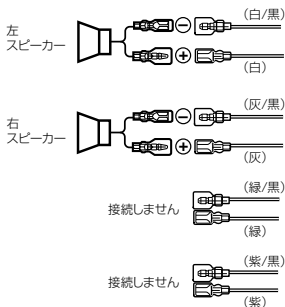 左
スピーカー
(白/黒)
⊖
⊕
(白)
右
スピーカー
(灰/黒)
⊖
⊕
(灰)
接続しません
(緑/黒)
(緑)
接続しません
(紫/黒)
(紫)